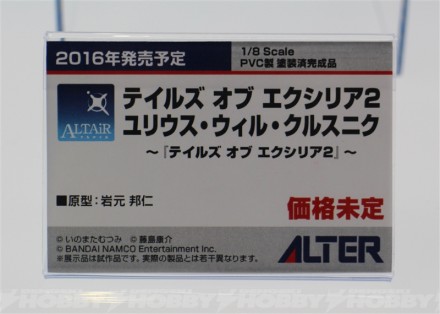 2016年発売予定
1/8 Scale
PVC製 塗装済完成品
ALTAiR
テイルズ オブ エクシリア2
ユリウス・ウィル・クルスニク
～『テイルズ オブ エクシリア2』～
■原型：岩元 邦仁
価格未定
© いのまたむつみ © 藤島康介
© BANDAI NAMCO Entertainment Inc.
※展示品は試作品です。実際の製品とは若干異なります。
ALTER
HOBBY HOBBY HOBBY HOBBY